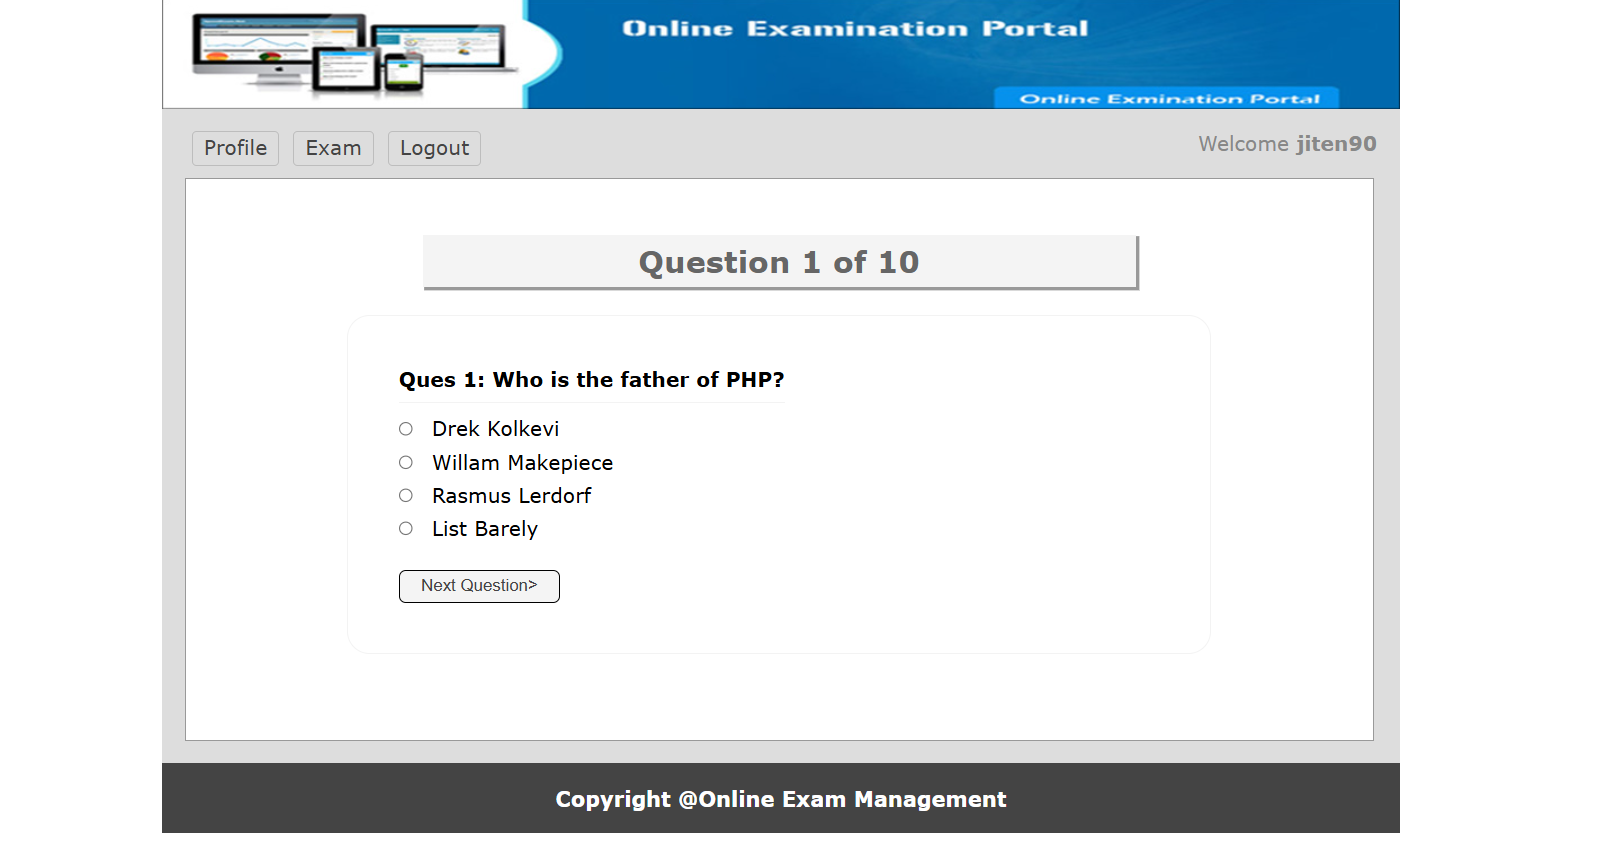 Online Examination Portal
Online Exmination Portal
Profile Exam Logout
Welcome jiten90
Question 1 of 10
Ques 1: Who is the father of PHP?
Drek Kolkevi
Willam Makepiece
Rasmus Lerdorf
List Barely
Next Question>
Copyright @Online Exam Management